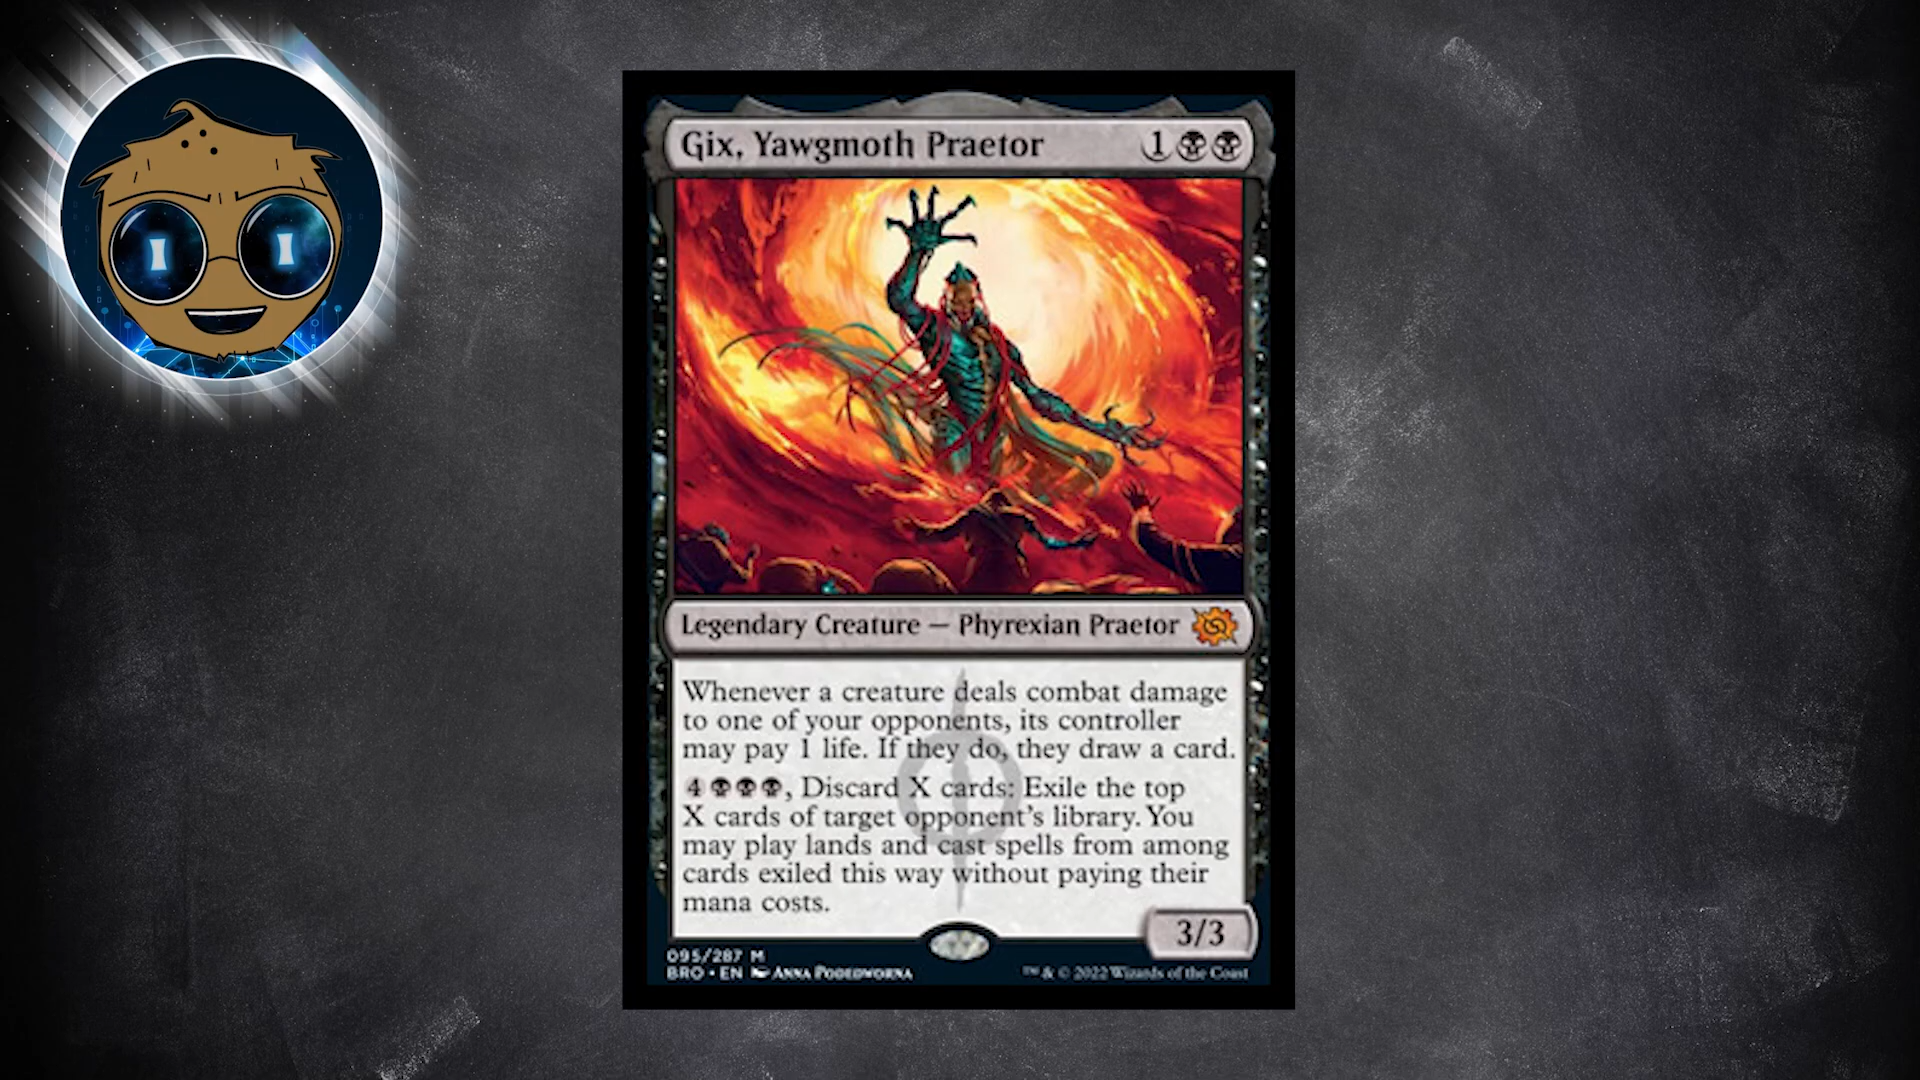 Gix, Yawgmoth Praetor 1
Legendary Creature — Phyrexian Praetor
Whenever a creature deals combat damage
to one of your opponents, its controller
may pay 1 life. If they do, they draw a card.
4, Discard X cards: Exile the top
X cards of target opponent's library. You
may play lands and cast spells from among
cards exiled this way without paying their
mana costs.
3/3
095/287 M
BRO • EN Anna Podedworna
™ & © 2022 Wizards of the Coast